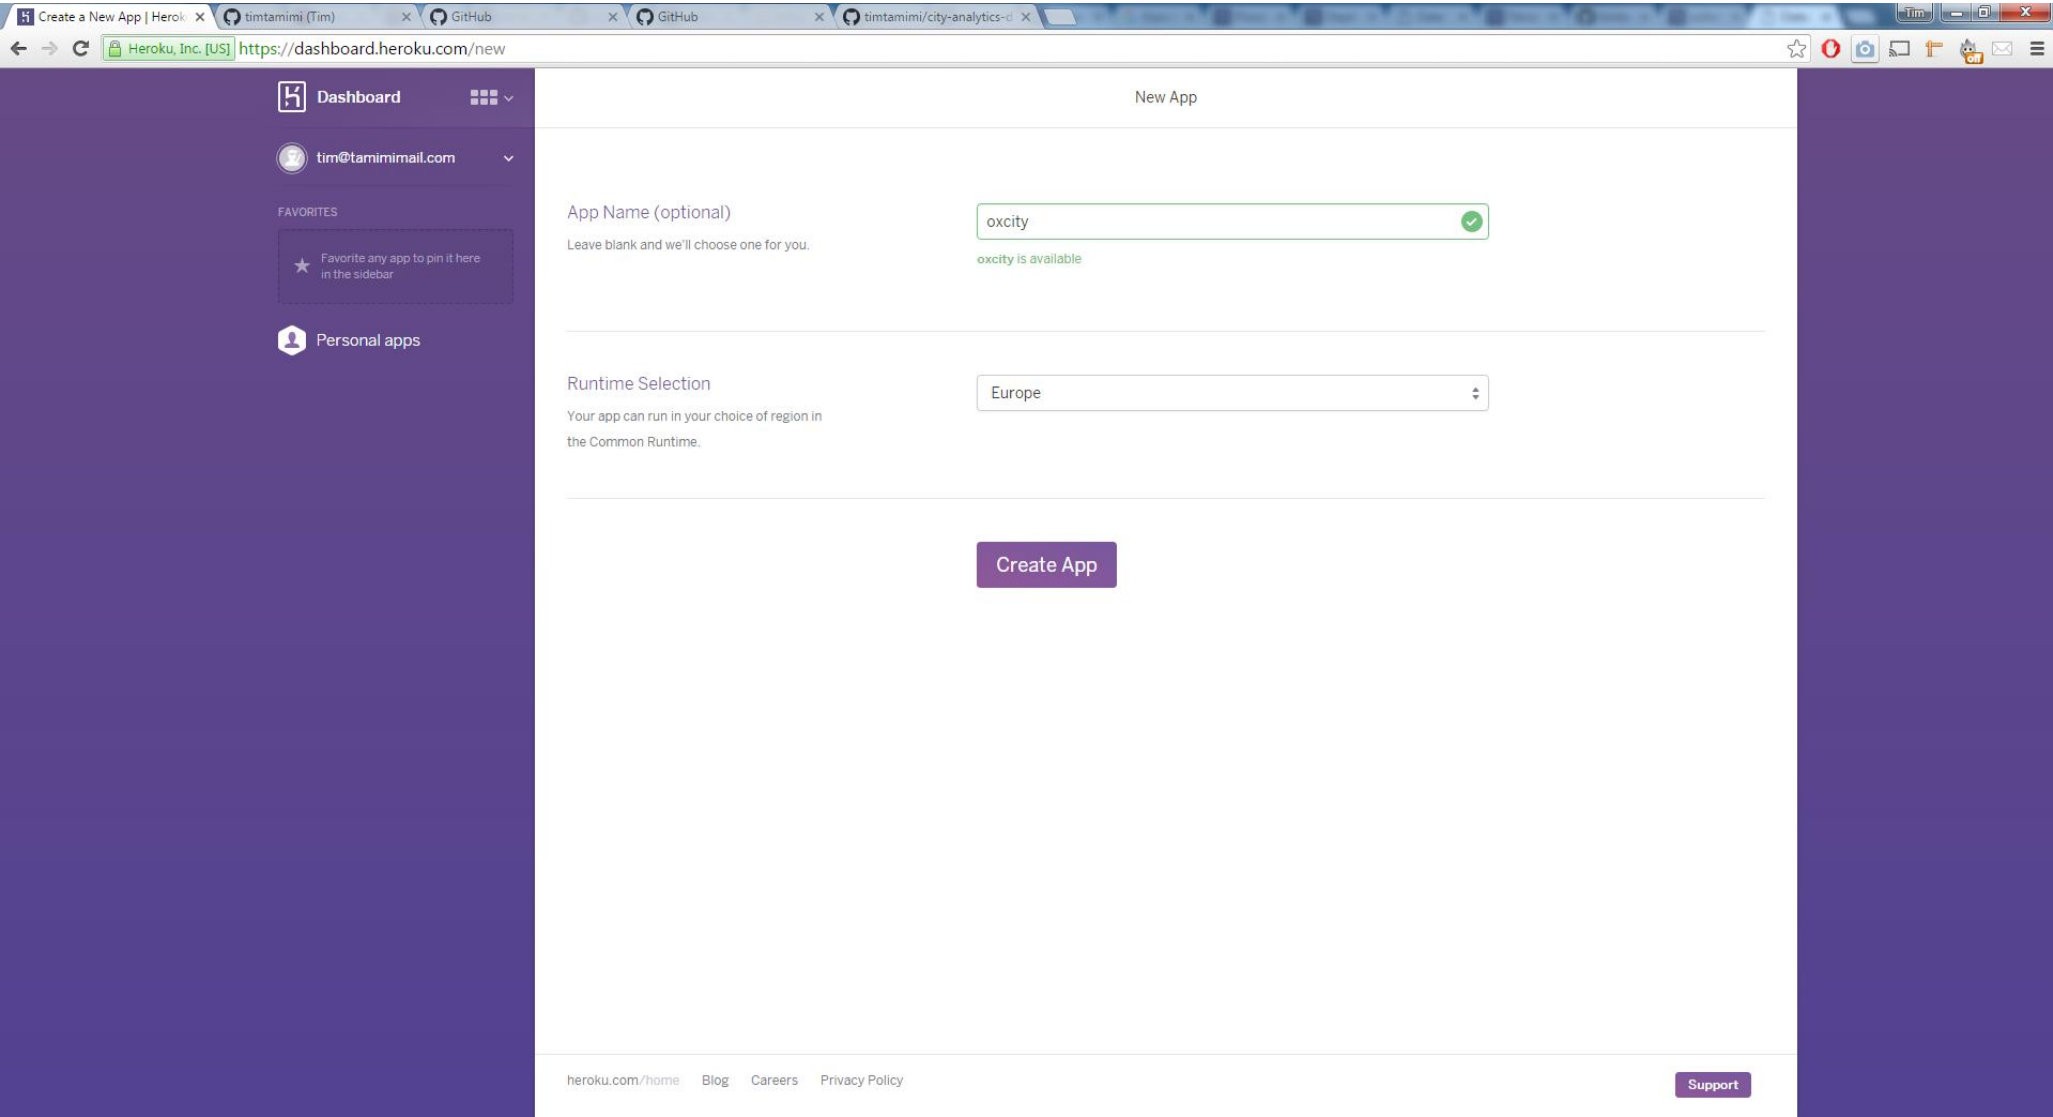 Create a New App | Herok
timtamimi (Tim)
GitHub
GitHub
timtamimi/city-analytics-d
Tim
Heroku, Inc. [US]
https://dashboard.heroku.com/new
off
Dashboard
New App
tim@tamimimail.com
FAVORITES
Favorite any app to pin it here
in the sidebar
Personal apps
App Name (optional)
Leave blank and we'll choose one for you.
oxcity
oxcity is available
Runtime Selection
Your app can run in your choice of region in
the Common Runtime.
Europe
Create App
heroku.com/home
Blog
Careers
Privacy Policy
Support